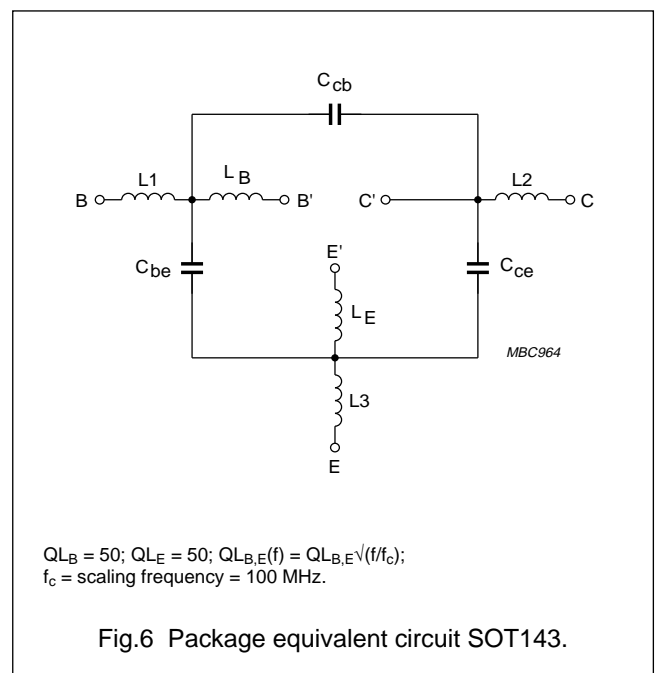 C_cb
L1
L_B
L2
B
B'
C'
C
C_be
E'
C_ce
L_E
MBC964
L3
E
QL_B = 50; QL_E = 50; QL_B,E(f) = QL_B,E√(f/f_c);
f_c = scaling frequency = 100 MHz.
Fig.6 Package equivalent circuit SOT143.